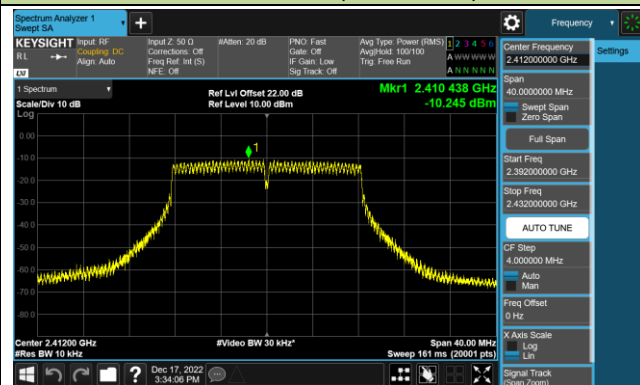 Spectrum Analyzer 1
Swept SA
Frequency
KEYSIGHT
RL
LXI
Input: RF
Coupling: DC
Align: Auto
Input Z: 50 Ω
Corrections: Off
Freq Ref: Int (S)
NFE: Off
#Atten: 20 dB
PNO: Fast
Gate: Off
IF Gain: Low
Sig Track: Off
Avg Type: Power (RMS)
Avg|Hold: 100/100
Trig: Free Run
1 2 3 4 5 6
A W W W W W
A N N N N N
1 Spectrum
Scale/Div 10 dB
Log
Ref Lvl Offset 22.00 dB
Ref Level 10.00 dBm
Mkr1 2.410 438 GHz
-10.245 dBm
1
0.00
-10.0
-20.0
-30.0
-40.0
-50.0
-60.0
-70.0
-80.0
Center 2.41200 GHz
#Res BW 10 kHz
#Video BW 30 kHz*
Span 40.00 MHz
Sweep 161 ms (20001 pts)
Dec 17, 2022
3:34:06 PM
Center Frequency
2.412000000 GHz
Span
40.0000000 MHz
Swept Span
Zero Span
Full Span
Start Freq
2.392000000 GHz
Stop Freq
2.432000000 GHz
AUTO TUNE
CF Step
4.000000 MHz
Auto
Man
Freq Offset
0 Hz
X Axis Scale
Log
Lin
Signal Track
(Span Zoom)
Settings